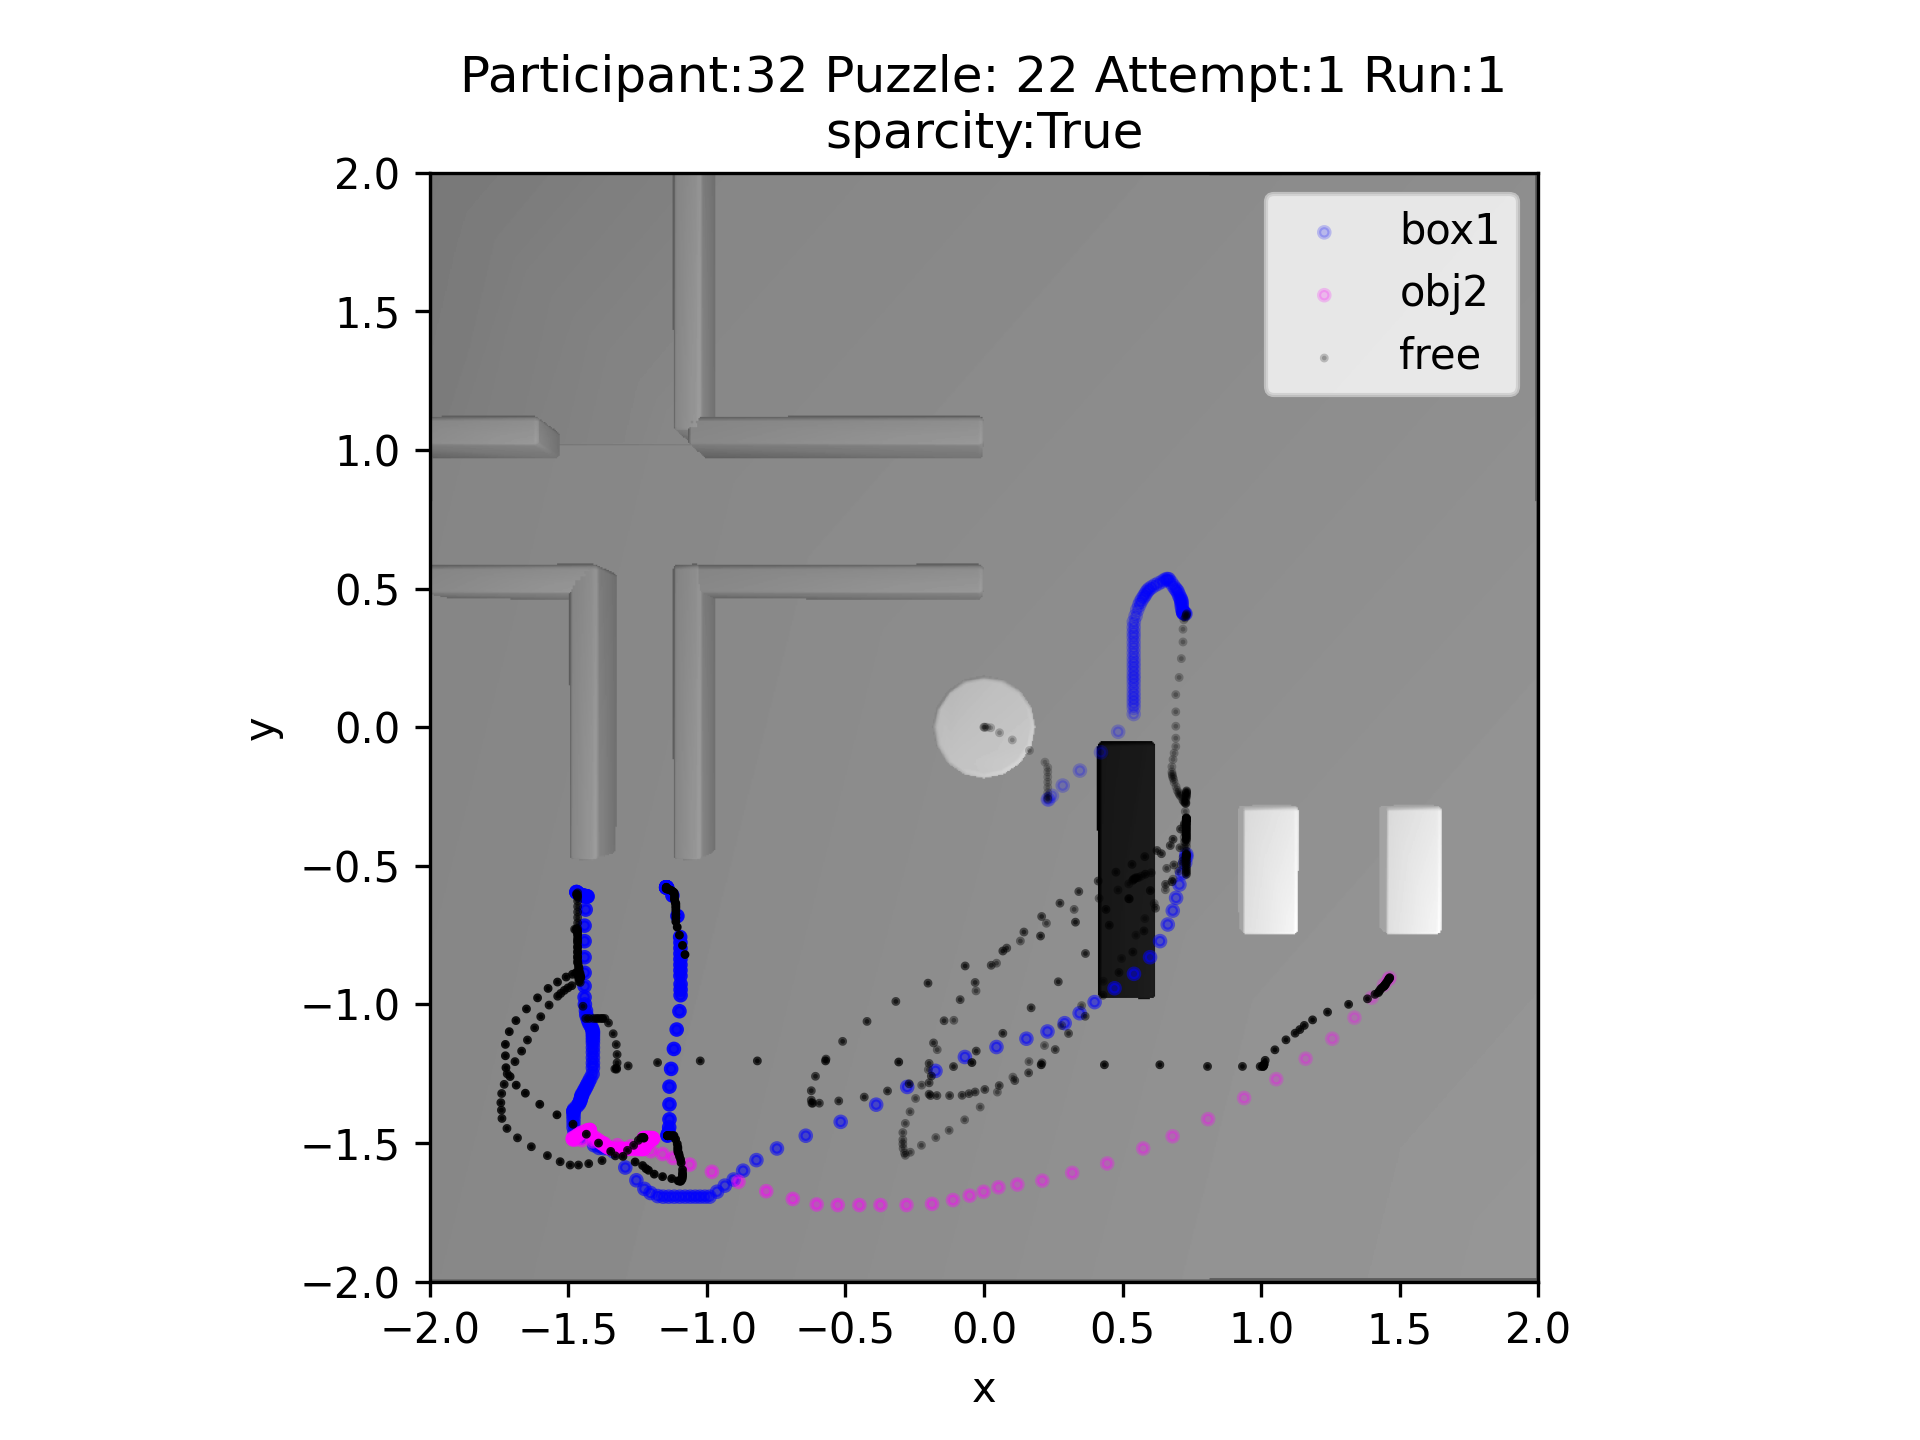 Participant:32 Puzzle: 22 Attempt:1 Run:1
sparcity:True
box1
obj2
free
2.0
1.5
1.0
0.5
0.0
−0.5
−1.0
−1.5
−2.0
y
−2.0 −1.5 −1.0 −0.5 0.0 0.5 1.0 1.5 2.0
x